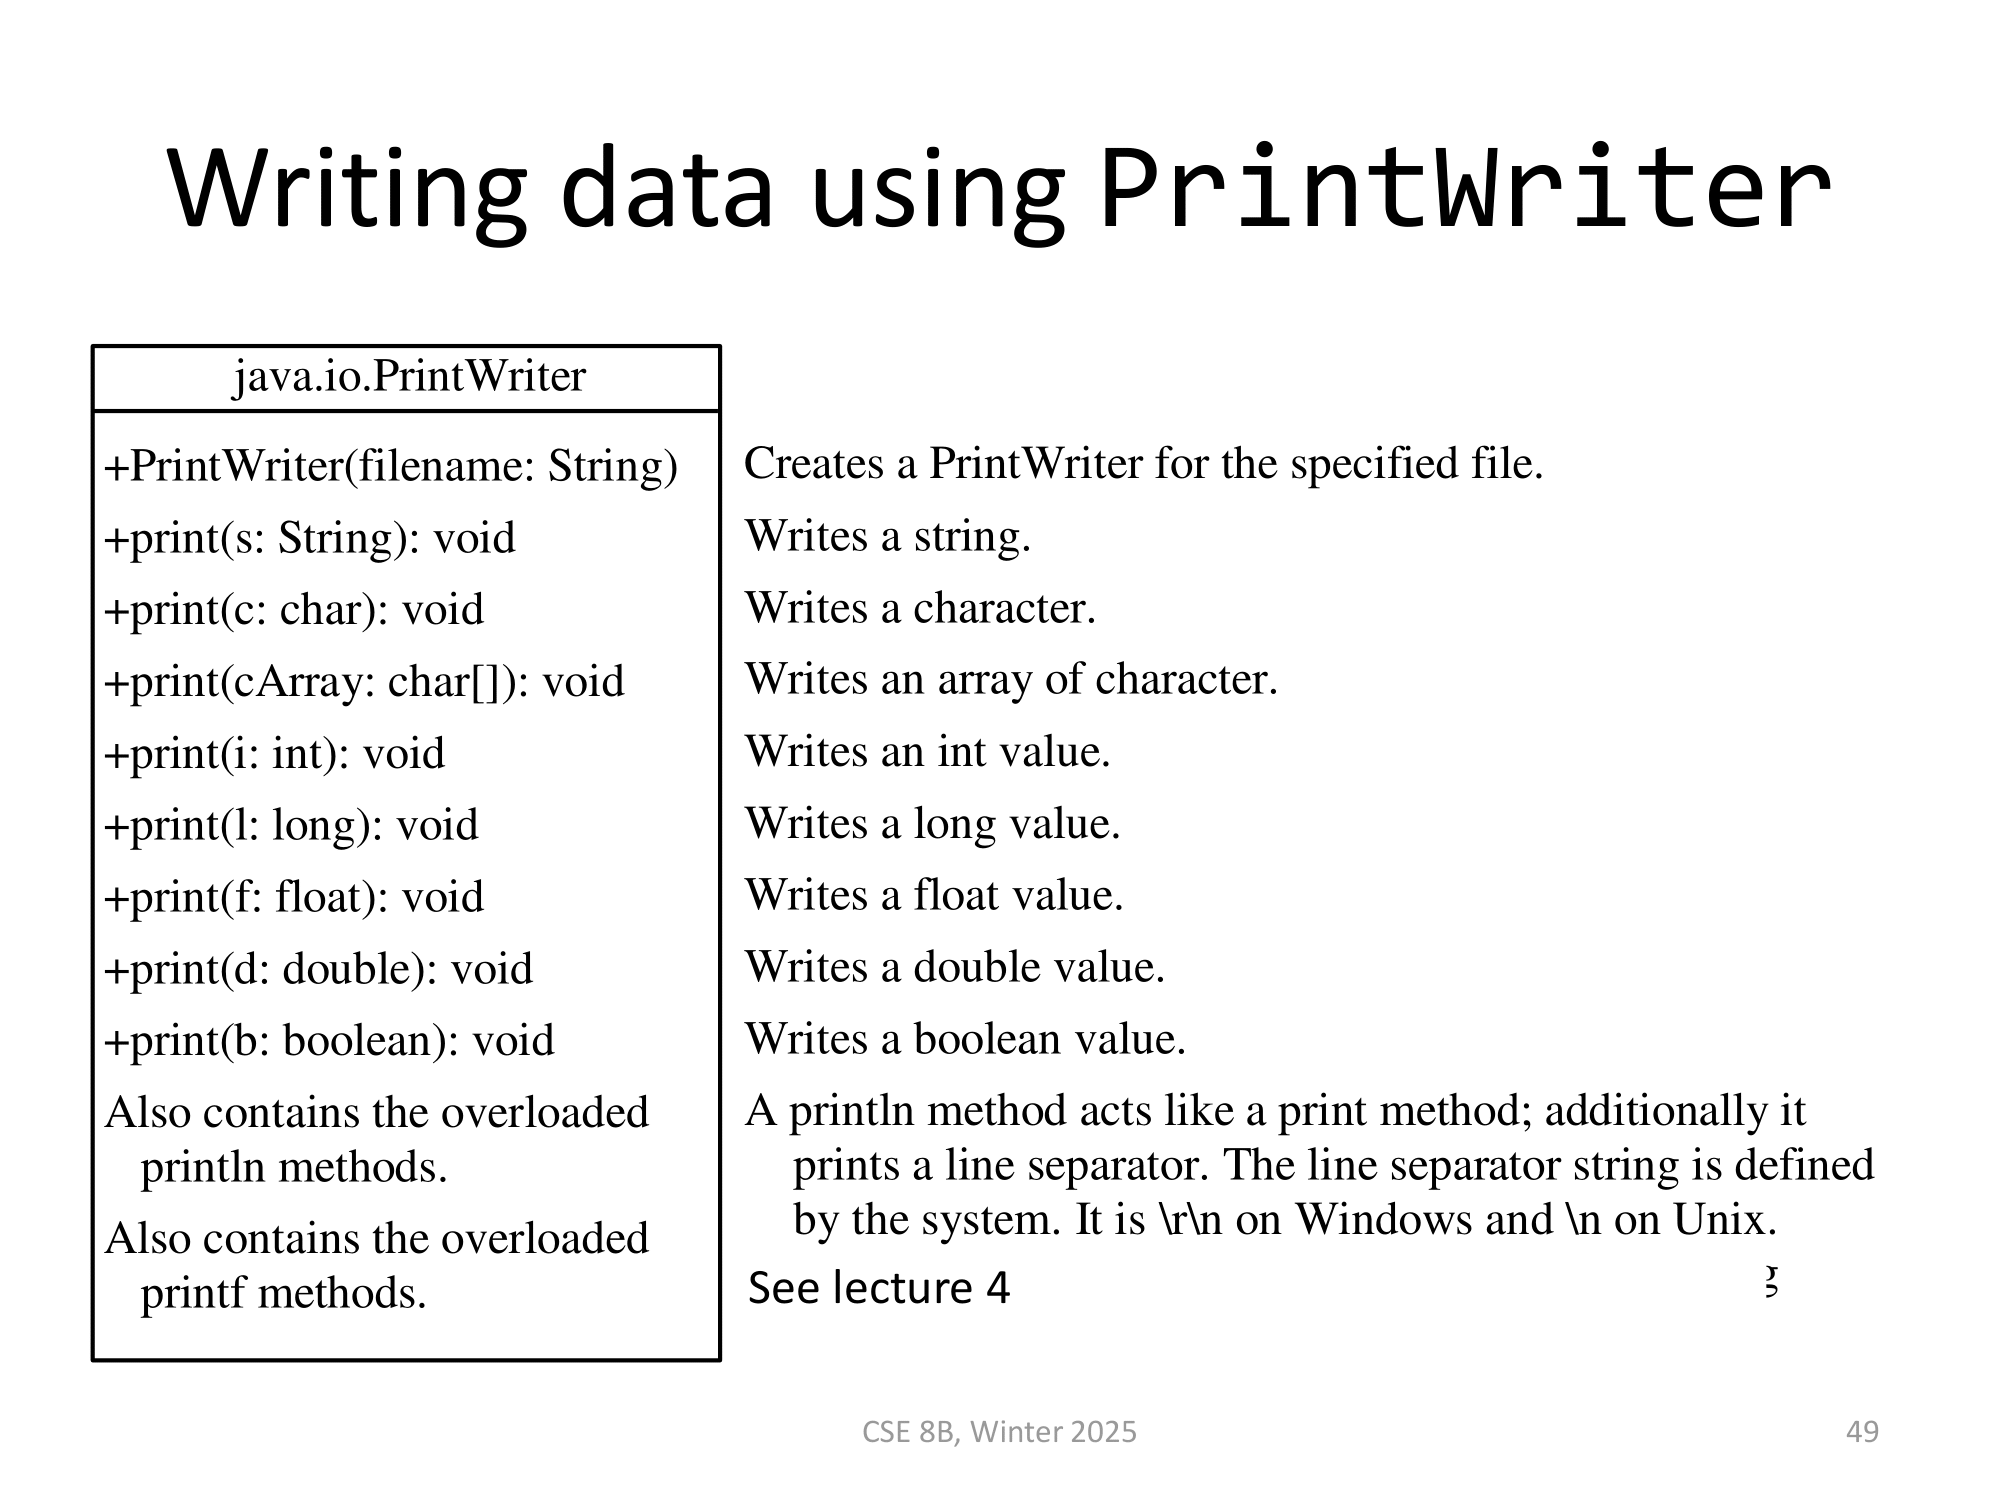 Writing data using PrintWriter
java.io.PrintWriter
+PrintWriter(filename: String) Creates a PrintWriter for the specified file.
+print(s: String): void Writes a string.
+print(c: char): void Writes a character.
+print(cArray: char[]): void Writes an array of character.
+print(i: int): void Writes an int value.
+print(l: long): void Writes a long value.
+print(f: float): void Writes a float value.
+print(d: double): void Writes a double value.
+print(b: boolean): void Writes a boolean value.
Also contains the overloaded
println methods.
A println method acts like a print method; additionally it
prints a line separator. The line separator string is defined
by the system. It is \r\n on Windows and \n on Unix.
Also contains the overloaded
printf methods.
See lecture 4
CSE 8B, Winter 2025
49